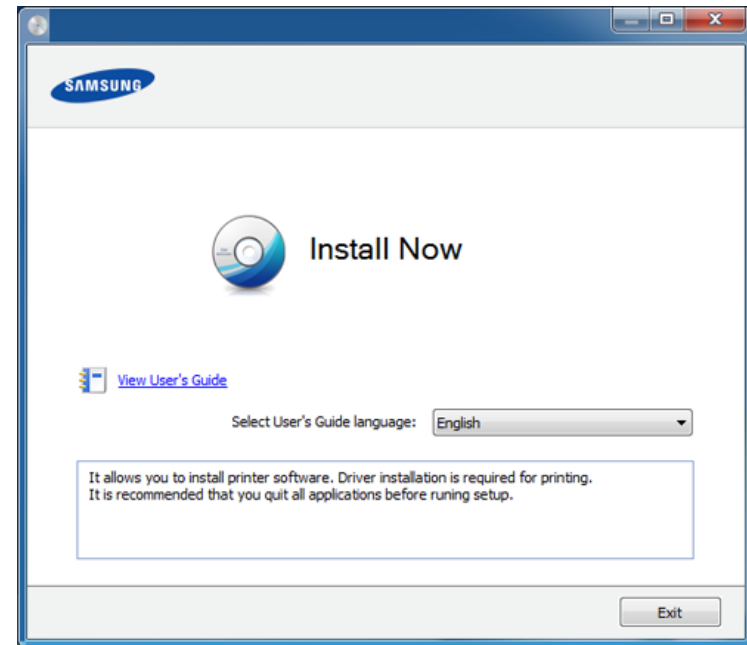 SAMSUNG
Install Now
View User's Guide
Select User's Guide language: English
It allows you to install printer software. Driver installation is required for printing.
It is recommended that you quit all applications before runing setup.
Exit